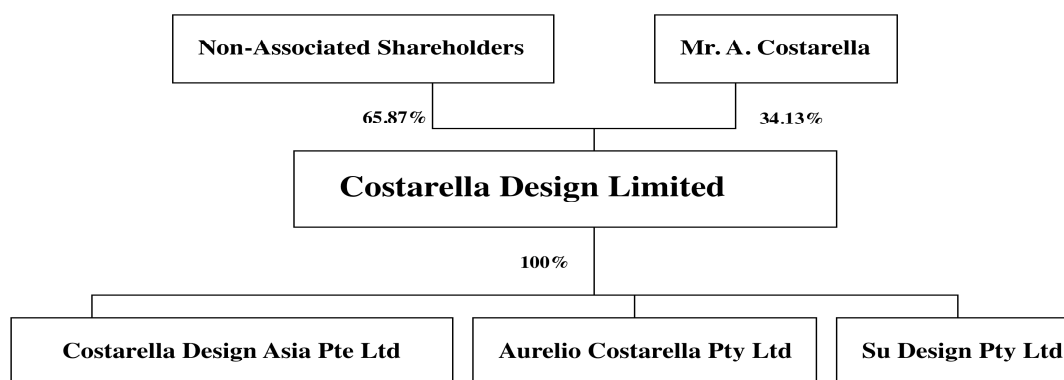 Non-Associated Shareholders
Mr. A. Costarella
65.87%
34.13%
Costarella Design Limited
100%
Costarella Design Asia Pte Ltd
Aurelio Costarella Pty Ltd
Su Design Pty Ltd